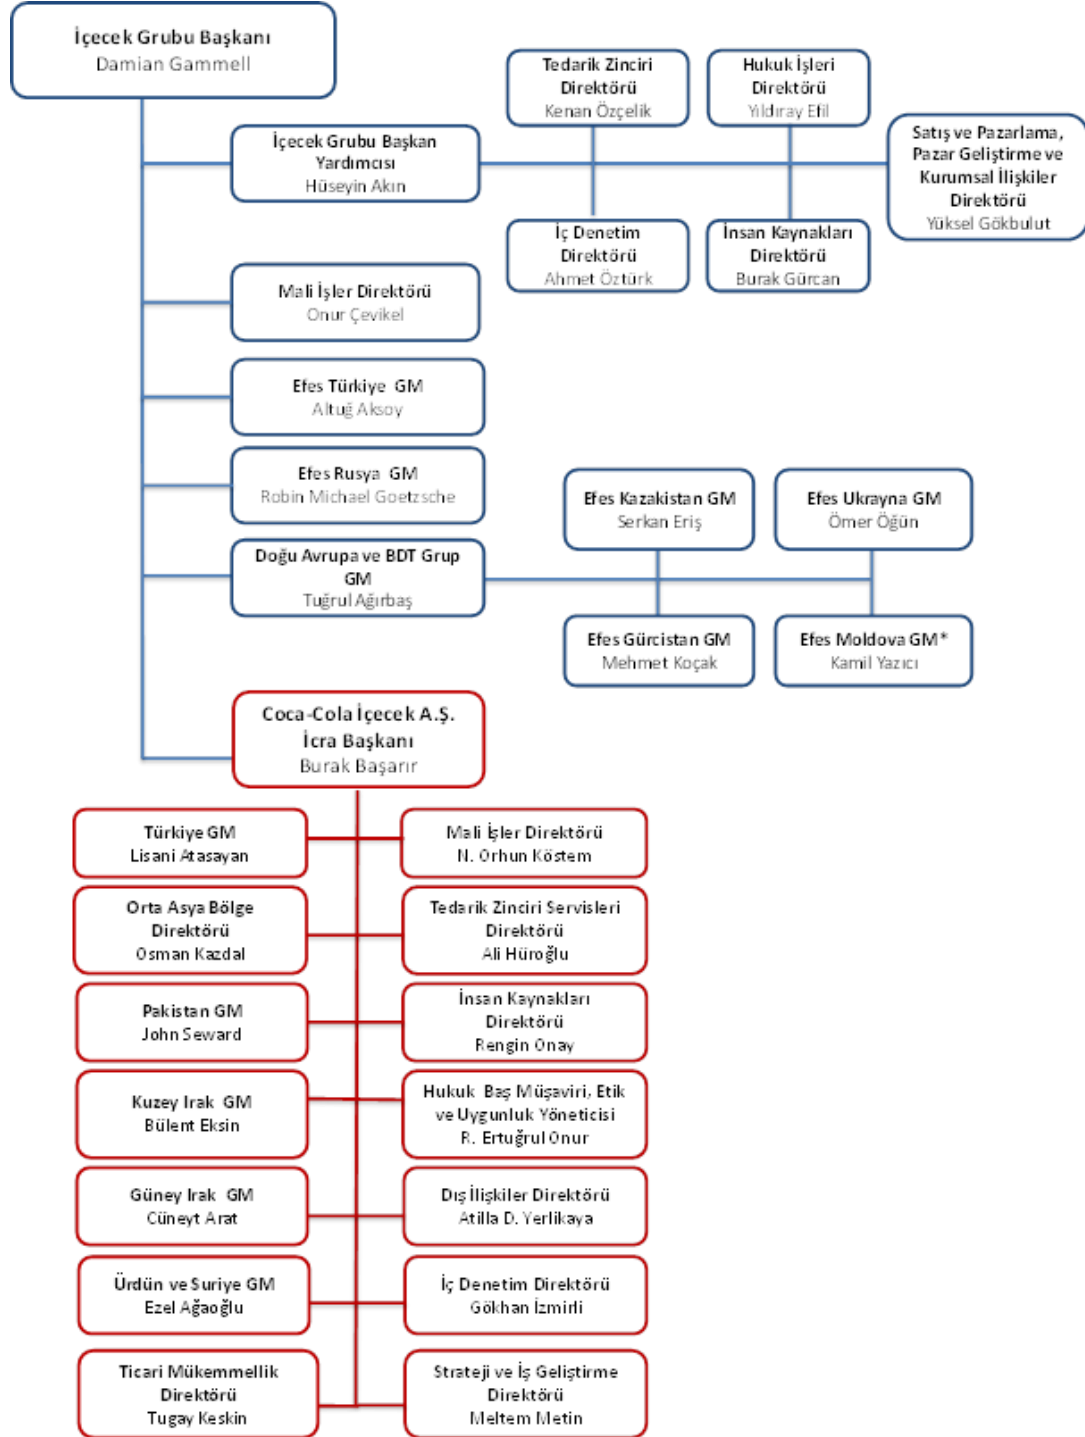 İçecek Grubu Başkanı
Damian Gammell
Tedarik Zinciri
Direktörü
Kenan Özçelik
Hukuk İşleri
Direktörü
Yıldıray Efil
İçecek Grubu Başkan
Yardımcısı
Hüseyin Akın
Satış ve Pazarlama,
Pazar Geliştirme ve
Kurumsal İlişkiler
Direktörü
Yüksel Gökbulut
İç Denetim
Direktörü
Ahmet Öztürk
İnsan Kaynakları
Direktörü
Burak Gürcan
Mali İşler Direktörü
Onur Çevikel
Efes Türkiye GM
Altuğ Aksoy
Efes Rusya GM
Robin Michael Goetzsche
Efes Kazakistan GM
Serkan Eriş
Efes Ukrayna GM
Ömer Öğün
Doğu Avrupa ve BDT Grup
GM
Tuğrul Ağırbaş
Efes Gürcistan GM
Mehmet Koçak
Efes Moldova GM*
Kamil Yazıcı
Coca-Cola İçecek A.Ş.
İcra Başkanı
Burak Başarır
Türkiye GM
Lisani Atasayan
Mali İşler Direktörü
N. Orhun Köstem
Orta Asya Bölge
Direktörü
Osman Kazdal
Tedarik Zinciri Servisleri
Direktörü
Ali Hüroğlu
Pakistan GM
John Seward
İnsan Kaynakları
Direktörü
Rengin Onay
Kuzey Irak GM
Bülent Eksin
Hukuk Baş Müşaviri, Etik
ve Uygunluk Yöneticisi
R. Ertuğrul Onur
Güney Irak GM
Cüneyt Arat
Dış İlişkiler Direktörü
Atilla D. Yerlikaya
Ürdün ve Suriye GM
Ezel Ağaoğlu
İç Denetim Direktörü
Gökhan İzmirli
Ticari Mükemmellik
Direktörü
Tugay Keskin
Strateji ve İş Geliştirme
Direktörü
Meltem Metin